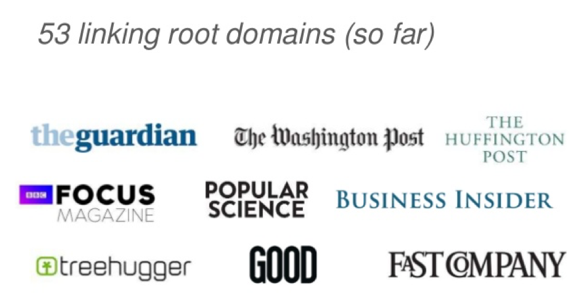 53 linking root domains (so far)
theguardian
The Washington Post
THE
HUFFINGTON
POST
BBC FOCUS
MAGAZINE
POPULAR
SCIENCE
BUSINESS INSIDER
treehugger
GOOD
FAST COMPANY